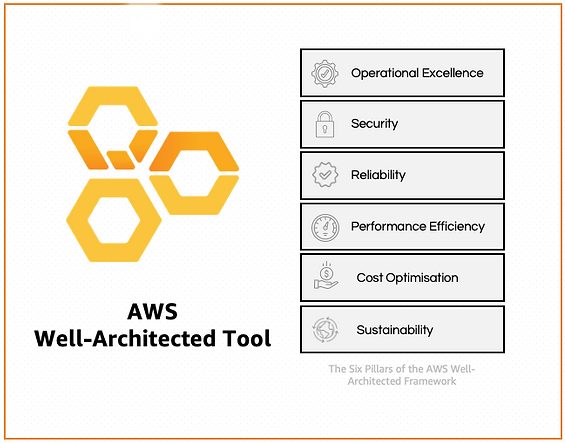 AWS
Well-Architected Tool
Operational Excellence
Security
Reliability
Performance Efficiency
Cost Optimisation
Sustainability
The Six Pillars of the AWS Well-
Architected Framework